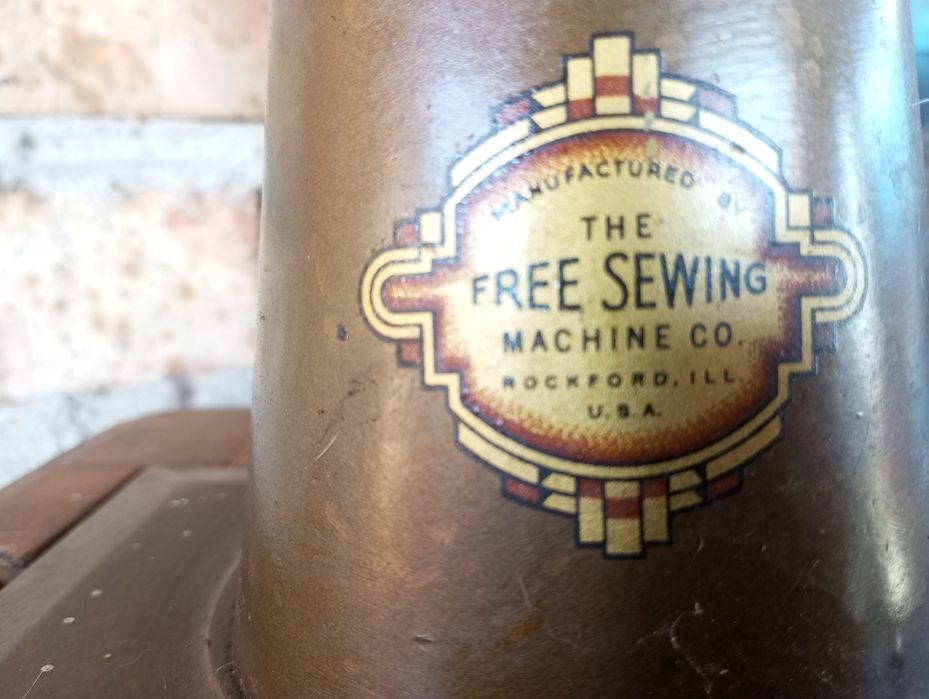 MANUFACTURED BY
THE
FREE SEWING
MACHINE CO.
ROCKFORD, ILL.
U.S.A.